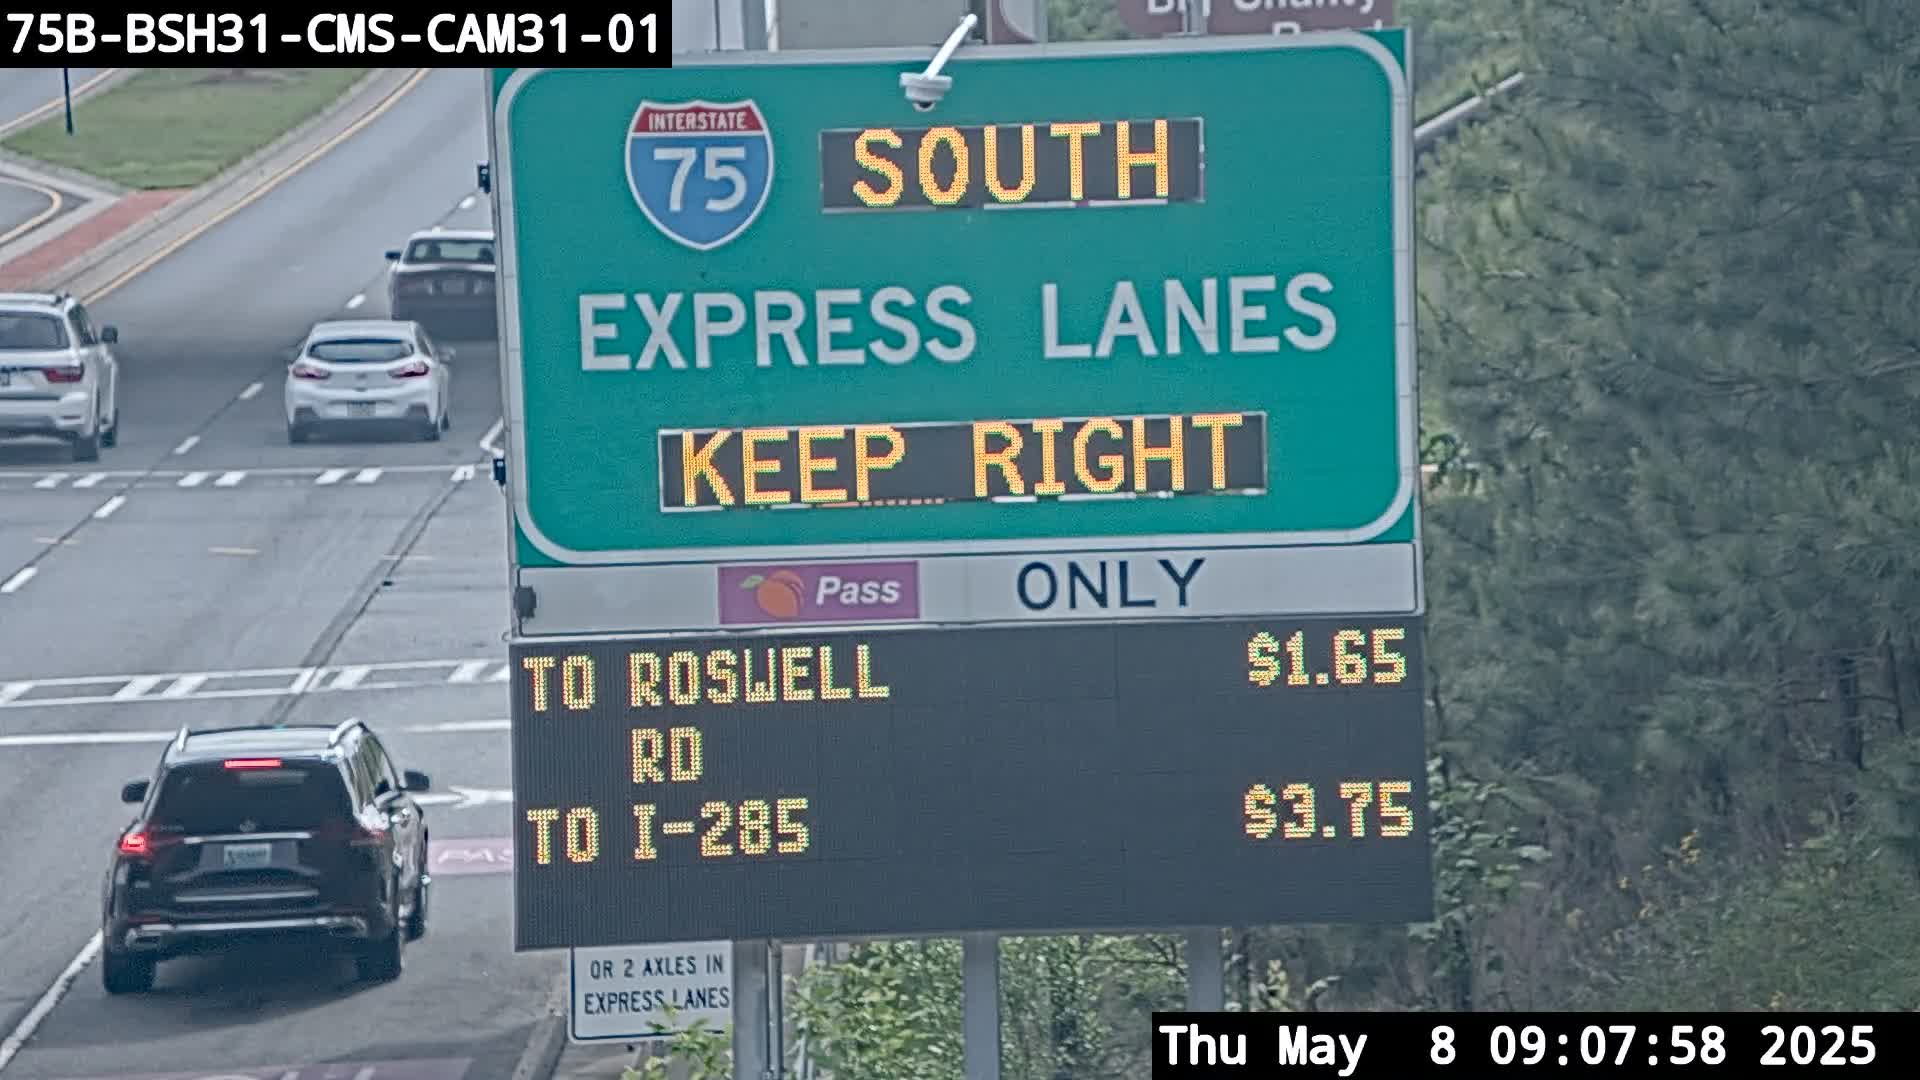 75B-BSH31-CMS-CAM31-01
INTERSTATE
75
SOUTH
EXPRESS LANES
KEEP RIGHT
Pass ONLY
TO ROSWELL $1.65
RD
TO I-285 $3.75
OR 2 AXLES IN
EXPRESS LANES
Thu May 8 09:07:58 2025